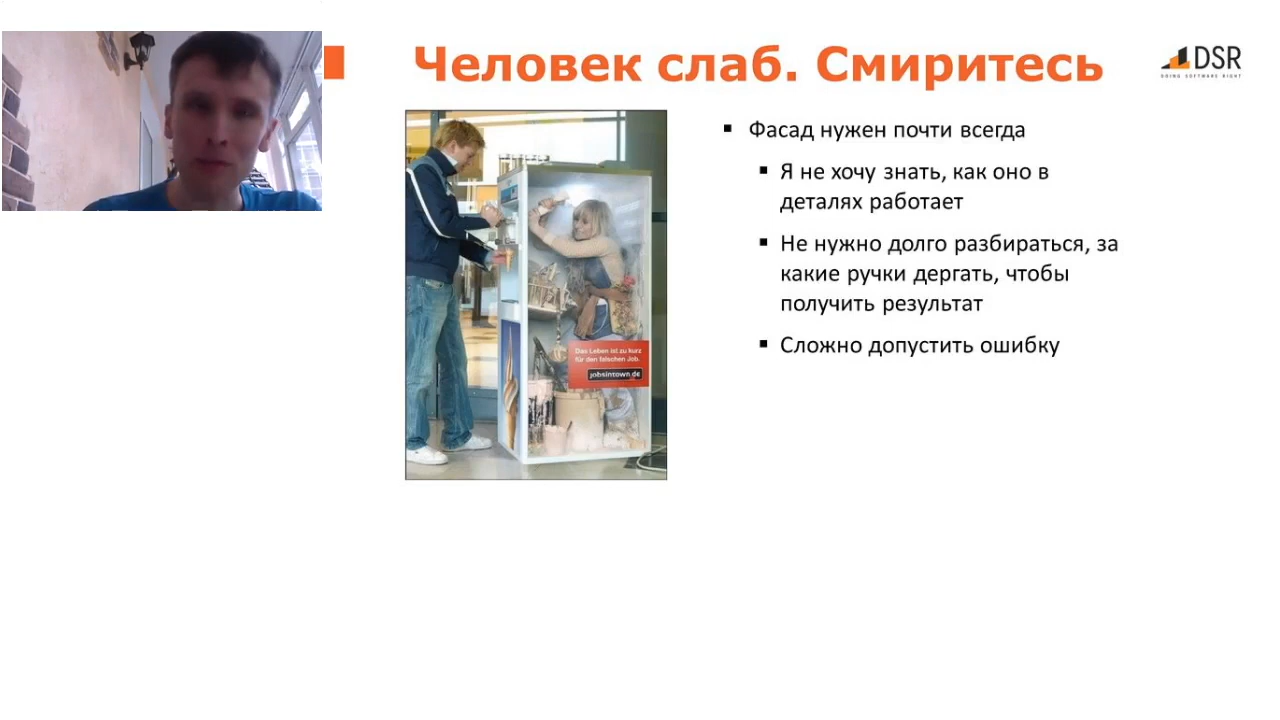 Человек слаб. Смиритесь
DSR
DOING SOFTWARE RIGHT
▪ Фасад нужен почти всегда
▪ Я не хочу знать, как оно в
деталях работает
▪ Не нужно долго разбираться, за
какие ручки дергать, чтобы
получить результат
▪ Сложно допустить ошибку
Das Leben ist zu kurz
für den falschen Job.
jobsintown.de